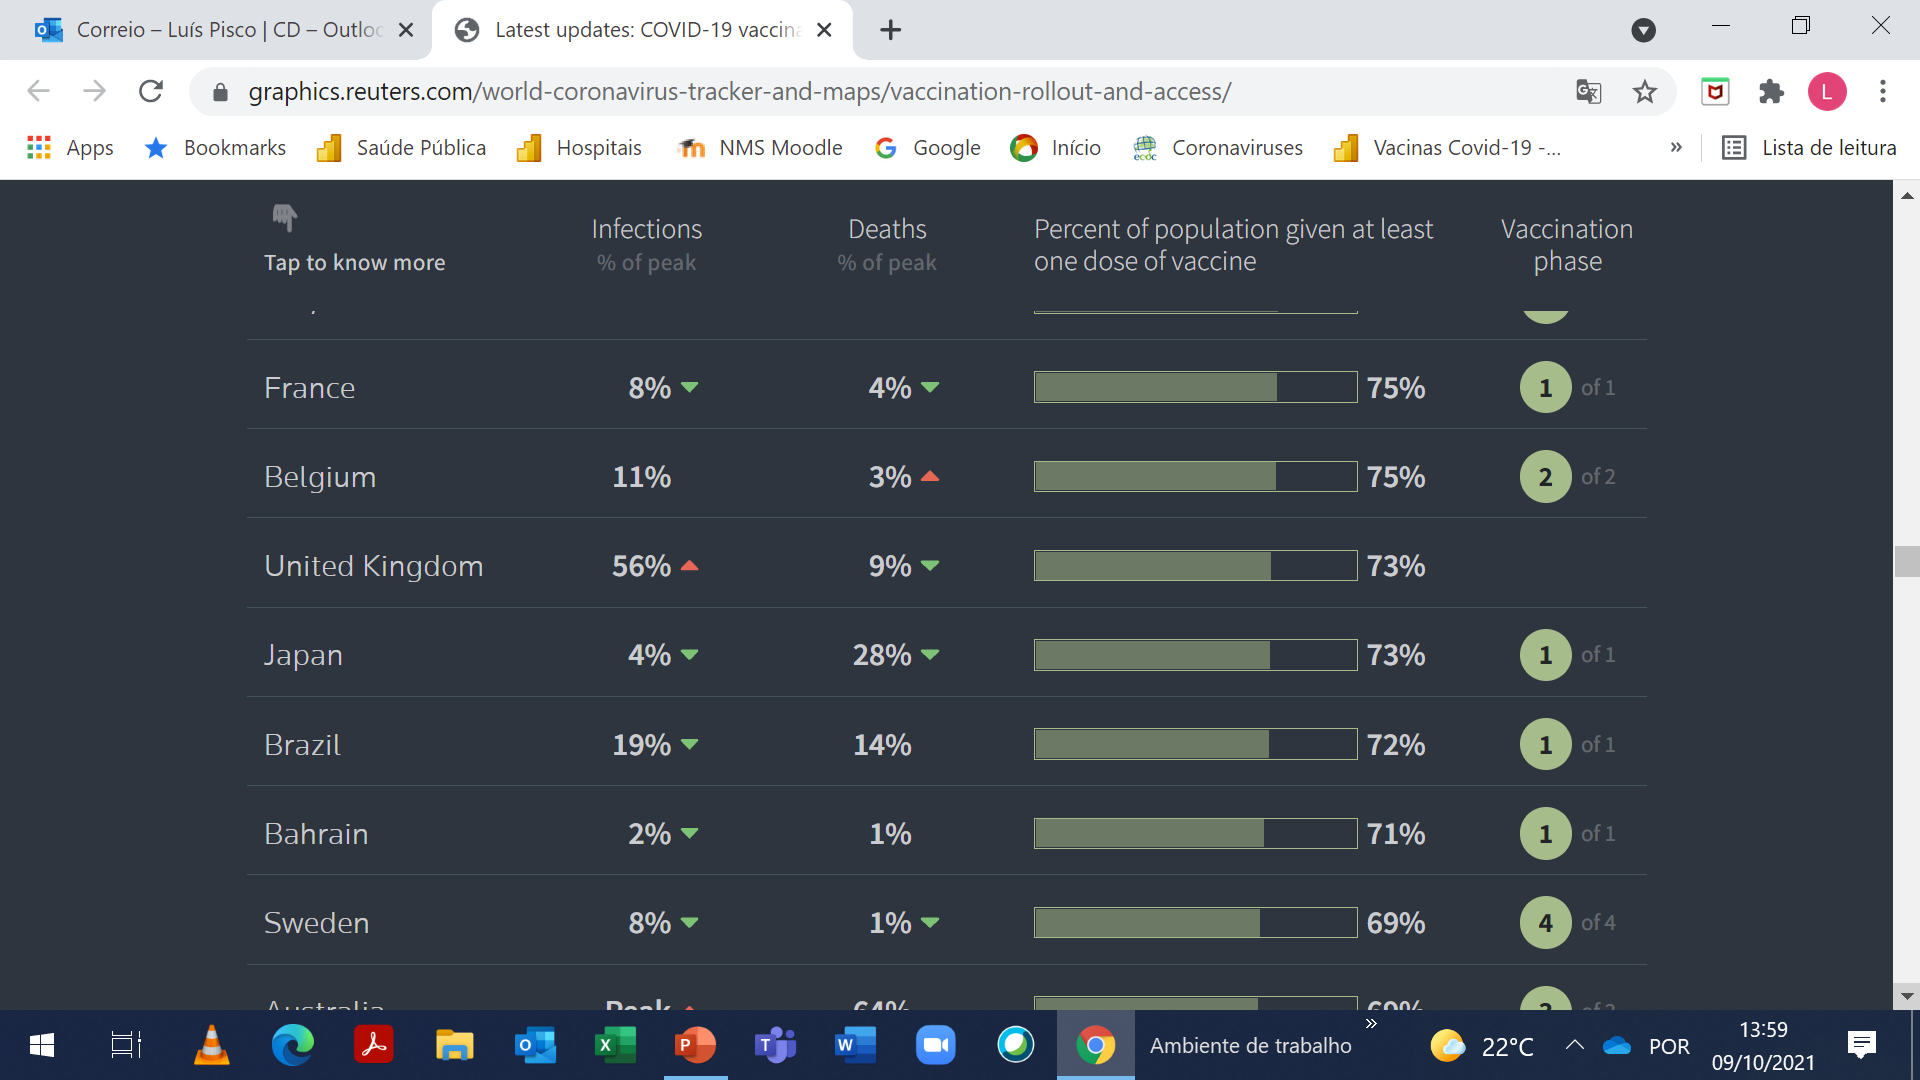 Correio – Luís Pisco | CD – Outloo
Latest updates: COVID-19 vaccina
graphics.reuters.com/world-coronavirus-tracker-and-maps/vaccination-rollout-and-access/
L
Apps Bookmarks Saúde Pública Hospitais NMS Moodle Google Início Coronaviruses Vacinas Covid-19 -... » Lista de leitura
Tap to know more
Infections
% of peak
Deaths
% of peak
Percent of population given at least
one dose of vaccine
Vaccination
phase
France 8% 4% 75% 1 of 1
Belgium 11% 3% 75% 2 of 2
United Kingdom 56% 9% 73%
Japan 4% 28% 73% 1 of 1
Brazil 19% 14% 72% 1 of 1
Bahrain 2% 1% 71% 1 of 1
Sweden 8% 1% 69% 4 of 4
Australia Peak 64% 69%
Ambiente de trabalho » 22°C POR 13:59
09/10/2021